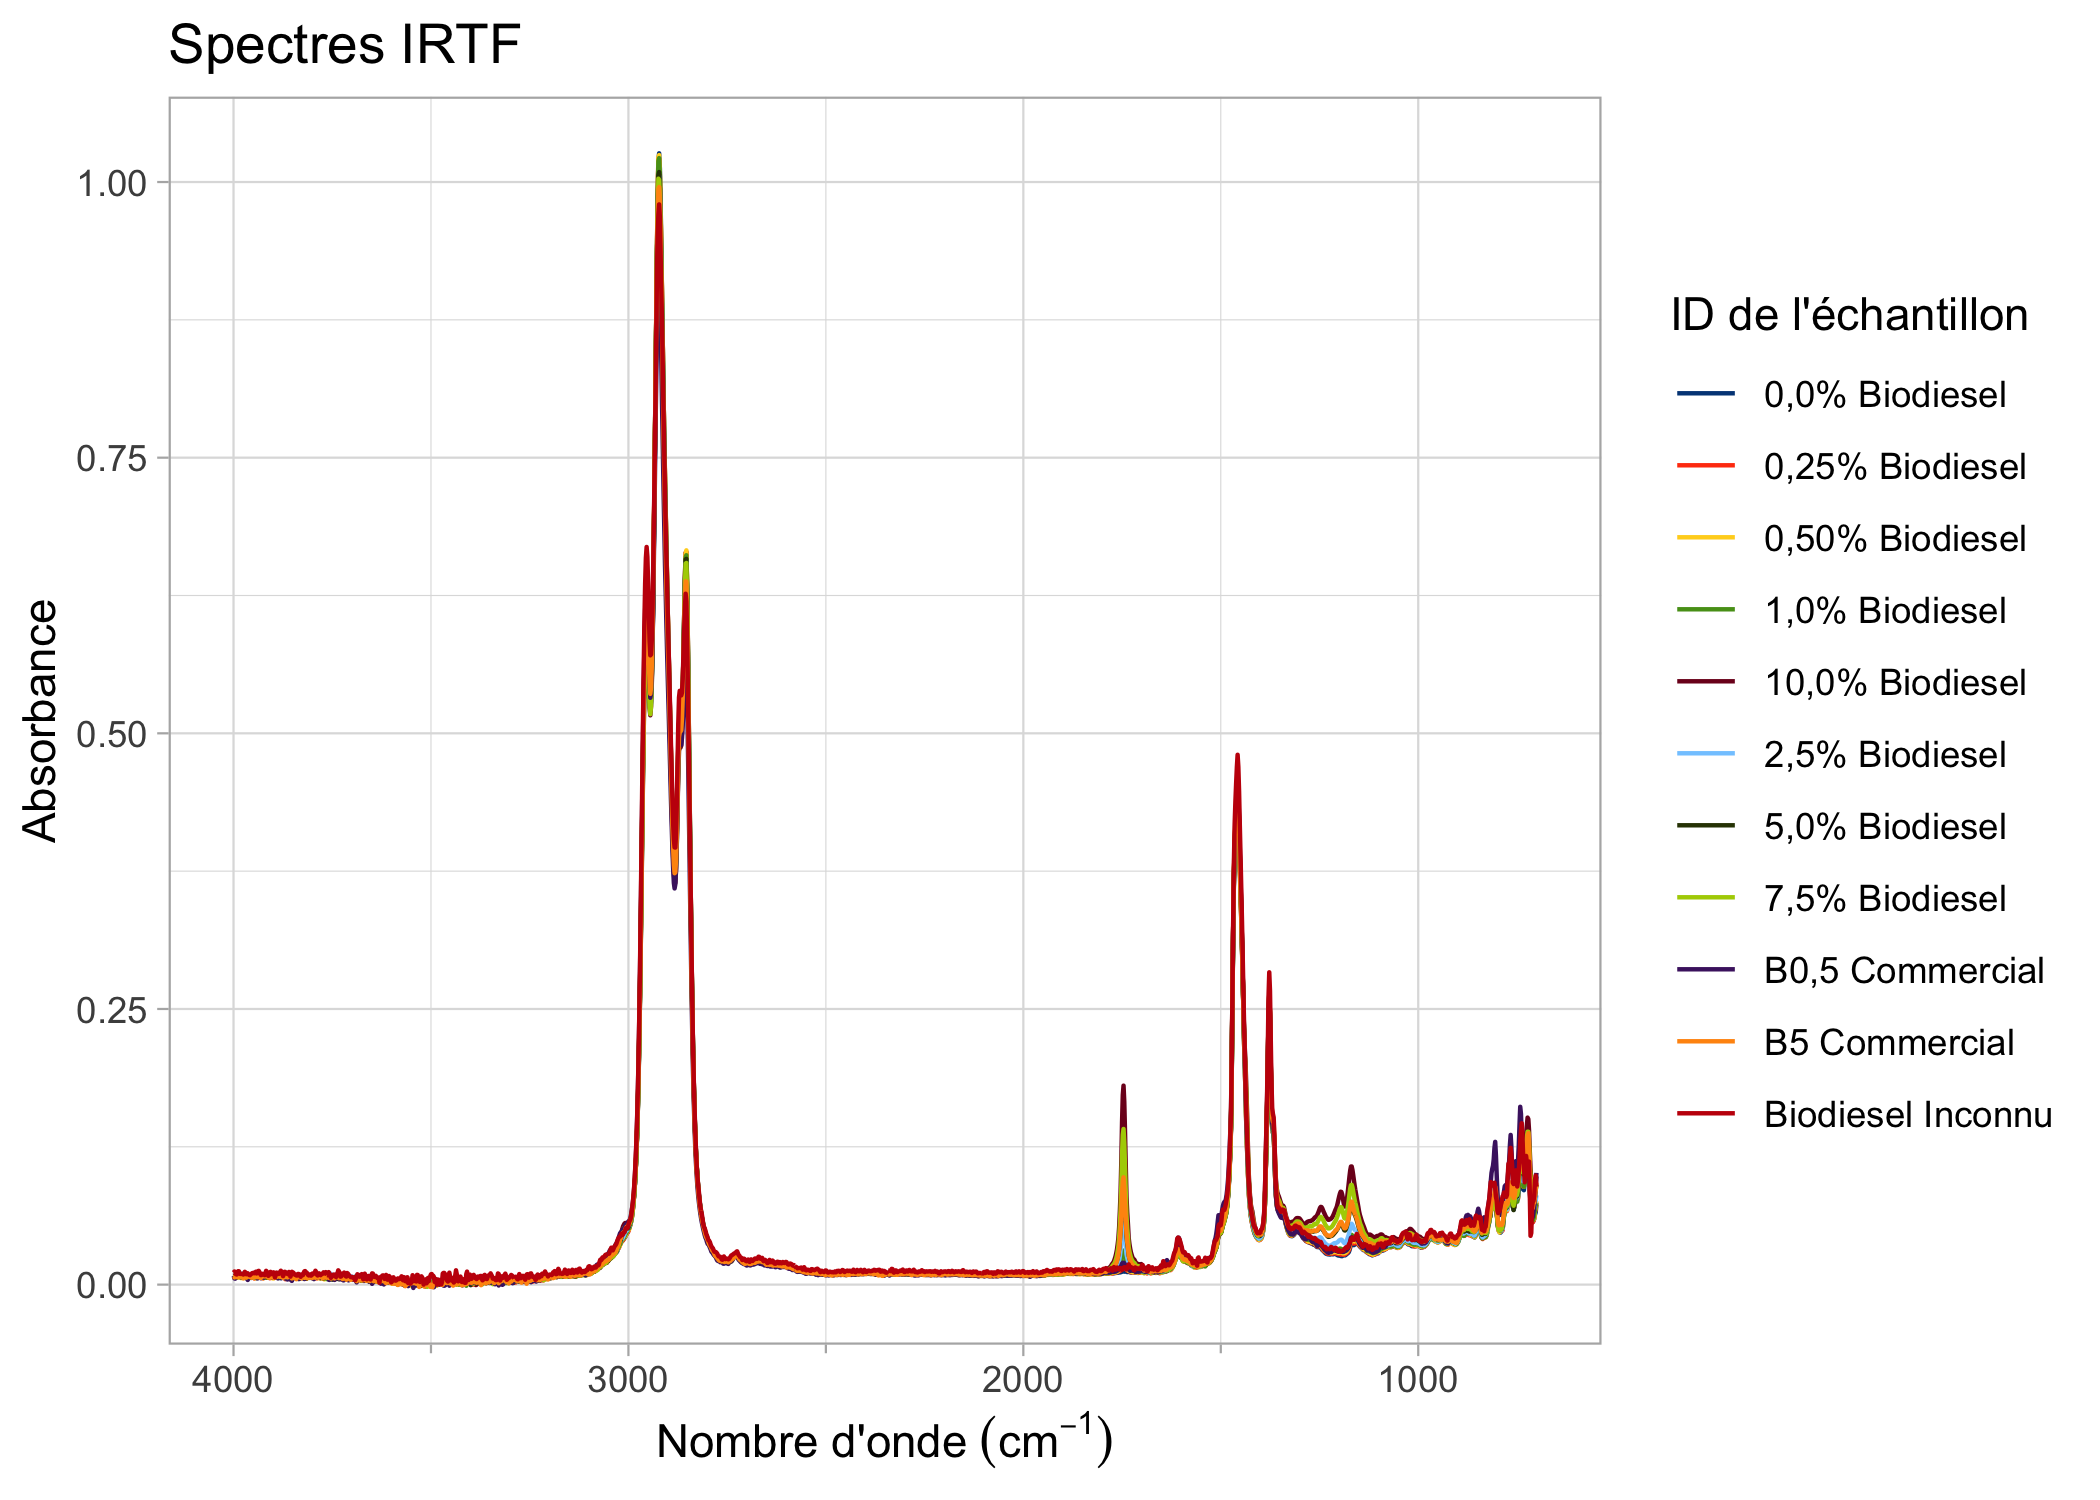 Spectres IRTF
1.00
0.75
0.50
0.25
0.00
Absorbance
4000
3000
2000
1000
Nombre d'onde (cm⁻¹)
ID de l'échantillon
0,0% Biodiesel
0,25% Biodiesel
0,50% Biodiesel
1,0% Biodiesel
10,0% Biodiesel
2,5% Biodiesel
5,0% Biodiesel
7,5% Biodiesel
B0,5 Commercial
B5 Commercial
Biodiesel Inconnu